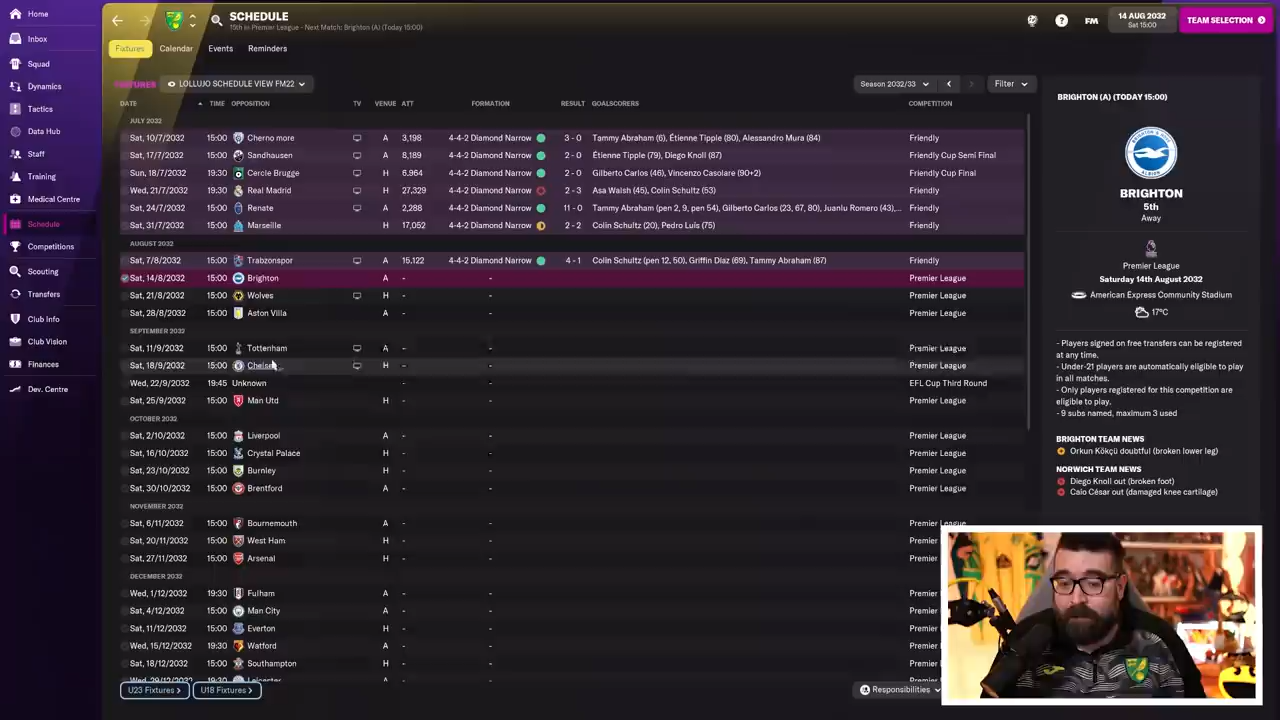 SCHEDULE
15th in Premier League - Next Match: Brighton (A) (Today 15:00)
FM
14 AUG 2032
Sat 15:00
TEAM SELECTION
Home
Inbox
Squad
Dynamics
Tactics
Data Hub
Staff
Training
Medical Centre
Schedule
Competitions
Scouting
Transfers
Club Info
Club Vision
Finances
Dev. Centre
Fixtures Calendar Events Reminders
FIXTURES LOLLUJO SCHEDULE VIEW FM22 Season 2032/33 Filter
DATE TIME OPPOSITION TV VENUE ATT FORMATION RESULT GOALSCORERS COMPETITION
JULY 2032
Sat, 10/7/2032 15:00 Cherno more A 3,198 4-4-2 Diamond Narrow 3 - 0 Tammy Abraham (6), Étienne Tipple (80), Alessandro Mura (84) Friendly
Sat, 17/7/2032 15:00 Sandhausen A 8,189 4-4-2 Diamond Narrow 2 - 0 Étienne Tipple (79), Diego Knoll (87) Friendly Cup Semi Final
Sun, 18/7/2032 19:30 Cercle Brugge H 6,964 4-4-2 Diamond Narrow 2 - 0 Gilberto Carlos (46), Vincenzo Casolare (90+2) Friendly Cup Final
Wed, 21/7/2032 19:30 Real Madrid H 27,329 4-4-2 Diamond Narrow 2 - 3 Asa Walsh (45), Colin Schultz (53) Friendly
Sat, 24/7/2032 15:00 Renate A 2,288 4-4-2 Diamond Narrow 11 - 0 Tammy Abraham (pen 2, 9, pen 54), Gilberto Carlos (23, 67, 80), Juanlu Romero (43),... Friendly
Sat, 31/7/2032 15:00 Marseille H 17,052 4-4-2 Diamond Narrow 2 - 2 Colin Schultz (20), Pedro Luis (75) Friendly
AUGUST 2032
Sat, 7/8/2032 15:00 Trabzonspor A 15,122 4-4-2 Diamond Narrow 4 - 1 Colin Schultz (pen 12, 50), Griffin Diaz (69), Tammy Abraham (87) Friendly
Sat, 14/8/2032 15:00 Brighton A - - Premier League
Sat, 21/8/2032 15:00 Wolves H - - Premier League
Sat, 28/8/2032 15:00 Aston Villa A - - Premier League
SEPTEMBER 2032
Sat, 11/9/2032 15:00 Tottenham A - - Premier League
Sat, 18/9/2032 15:00 Chelsea H - - Premier League
Wed, 22/9/2032 19:45 Unknown - EFL Cup Third Round
Sat, 25/9/2032 15:00 Man Utd H - - Premier League
OCTOBER 2032
Sat, 2/10/2032 15:00 Liverpool A - - Premier League
Sat, 16/10/2032 15:00 Crystal Palace H - - Premier League
Sat, 23/10/2032 15:00 Burnley H - - Premier League
Sat, 30/10/2032 15:00 Brentford A - - Premier League
NOVEMBER 2032
Sat, 6/11/2032 15:00 Bournemouth A - - Premier
Sat, 20/11/2032 15:00 West Ham H - - Premier
Sat, 27/11/2032 15:00 Arsenal H - - Premier
DECEMBER 2032
Wed, 1/12/2032 19:30 Fulham A - - Premier
Sat, 4/12/2032 15:00 Man City H - - Premier
Sat, 11/12/2032 15:00 Everton H - - Premier
Wed, 15/12/2032 19:30 Watford A - - Premier
Sat, 18/12/2032 15:00 Southampton H - - Premier
U23 Fixtures U18 Fixtures Responsibilities
BRIGHTON (A) (TODAY 15:00)
BRIGHTON
5th
Away
Premier League
Saturday 14th August 2032
American Express Community Stadium
17°C
- Players signed on free transfers can be registered
at any time.
- Under-21 players are automatically eligible to play
in all matches.
- Only players registered for this competition are
eligible to play.
- 9 subs named, maximum 3 used
BRIGHTON TEAM NEWS
Orkun Kökçü doubtful (broken lower leg)
NORWICH TEAM NEWS
Diego Knoll out (broken foot)
Caio César out (damaged knee cartilage)